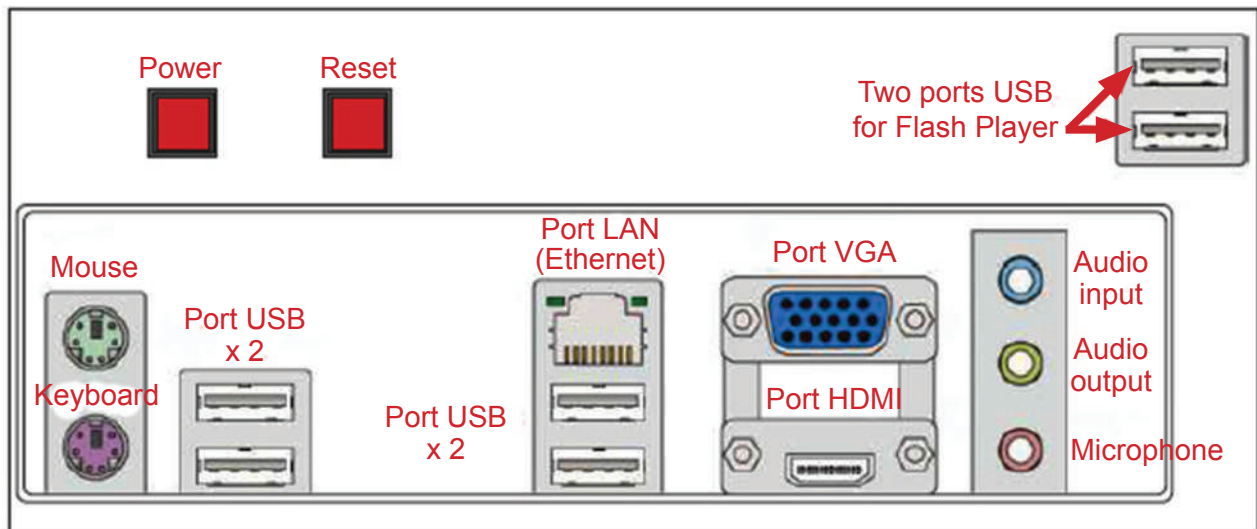 Power
Reset
Two ports USB
for Flash Player
Mouse
Port USB
x 2
Keyboard
Port LAN
(Ethernet)
Port USB
x 2
Port VGA
Port HDMI
Audio
input
Audio
output
Microphone